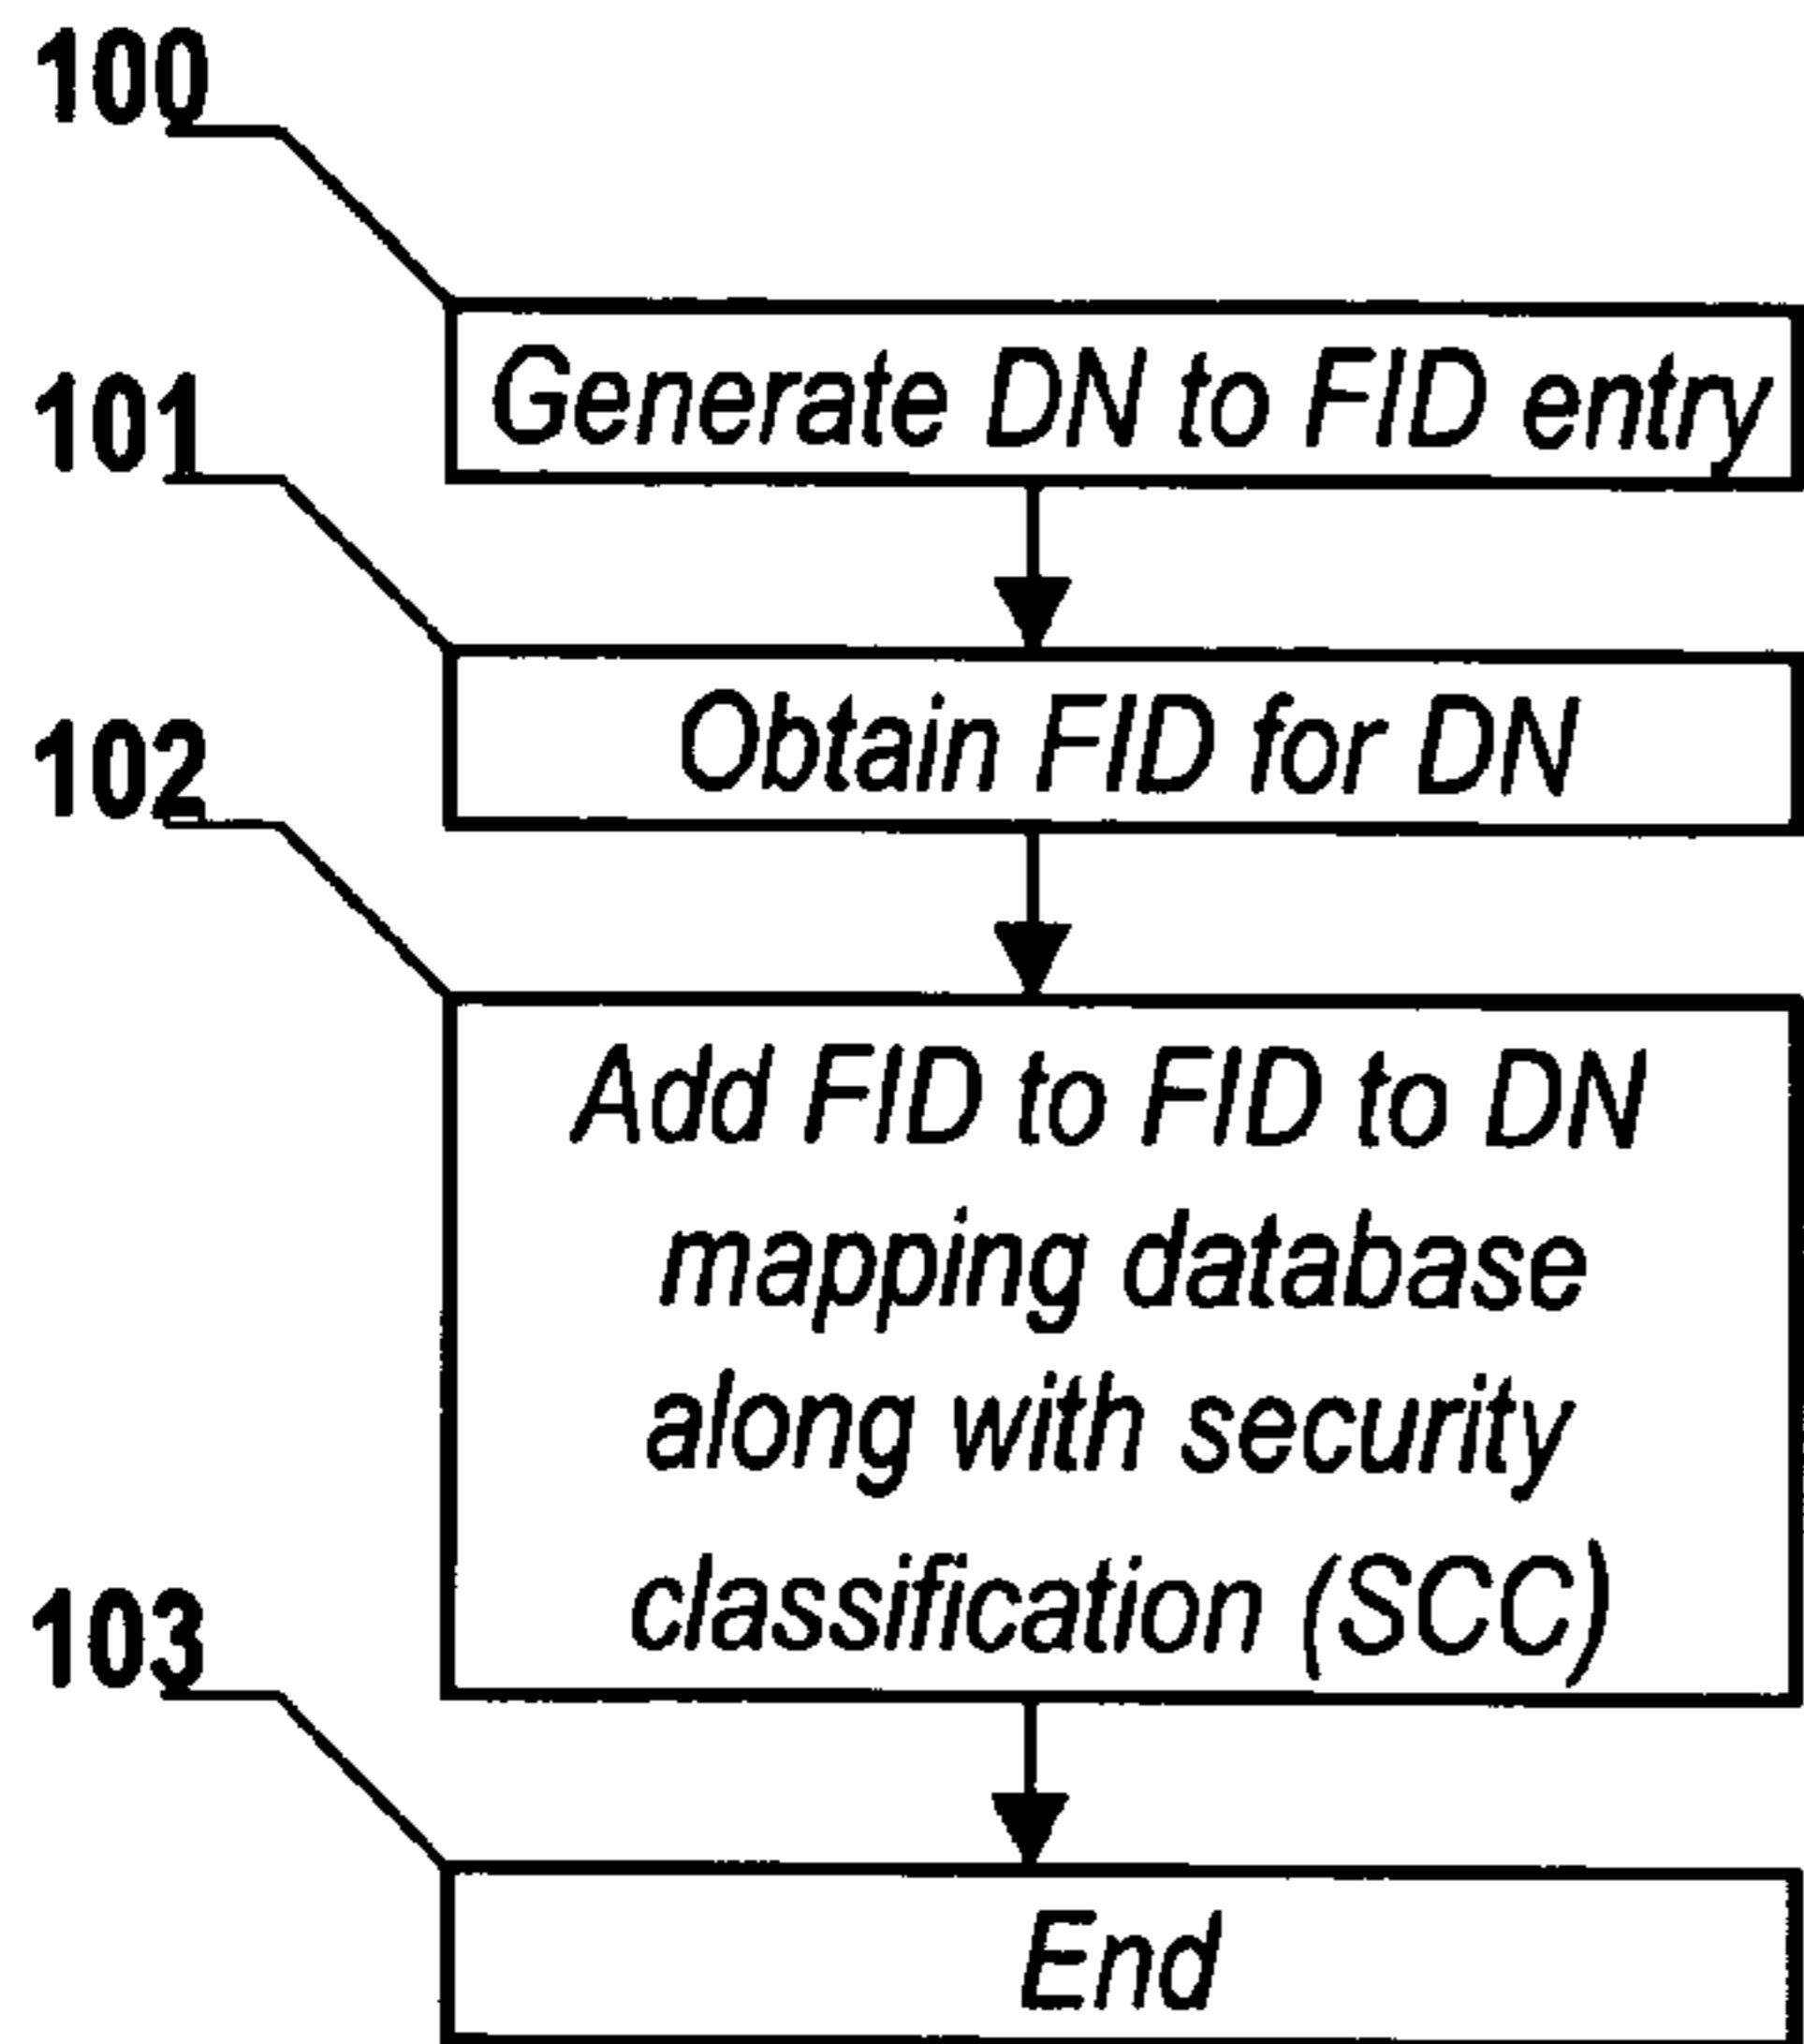 100
Generate DN to FID entry
101
Obtain FID for DN
102
Add FID to FID to DN
mapping database
along with security
classification (SCC)
103
End